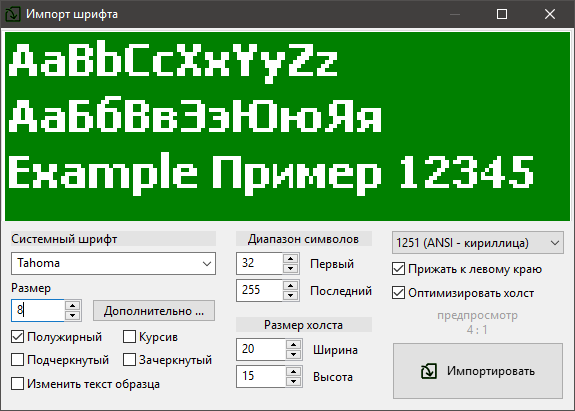 Импорт шрифта
AaBbCcXxYyZz
АаБбВвЭэЮюЯя
Example Пример 12345
Системный шрифт
Tahoma
Размер
8
Дополнительно ...
Полужирный
Курсив
Подчеркнутый
Зачеркнутый
Изменить текст образца
Диапазон символов
32
Первый
255
Последний
Размер холста
20
Ширина
15
Высота
1251 (ANSI - кириллица)
Прижать к левому краю
Оптимизировать холст
предпросмотр
4 : 1
Импортировать